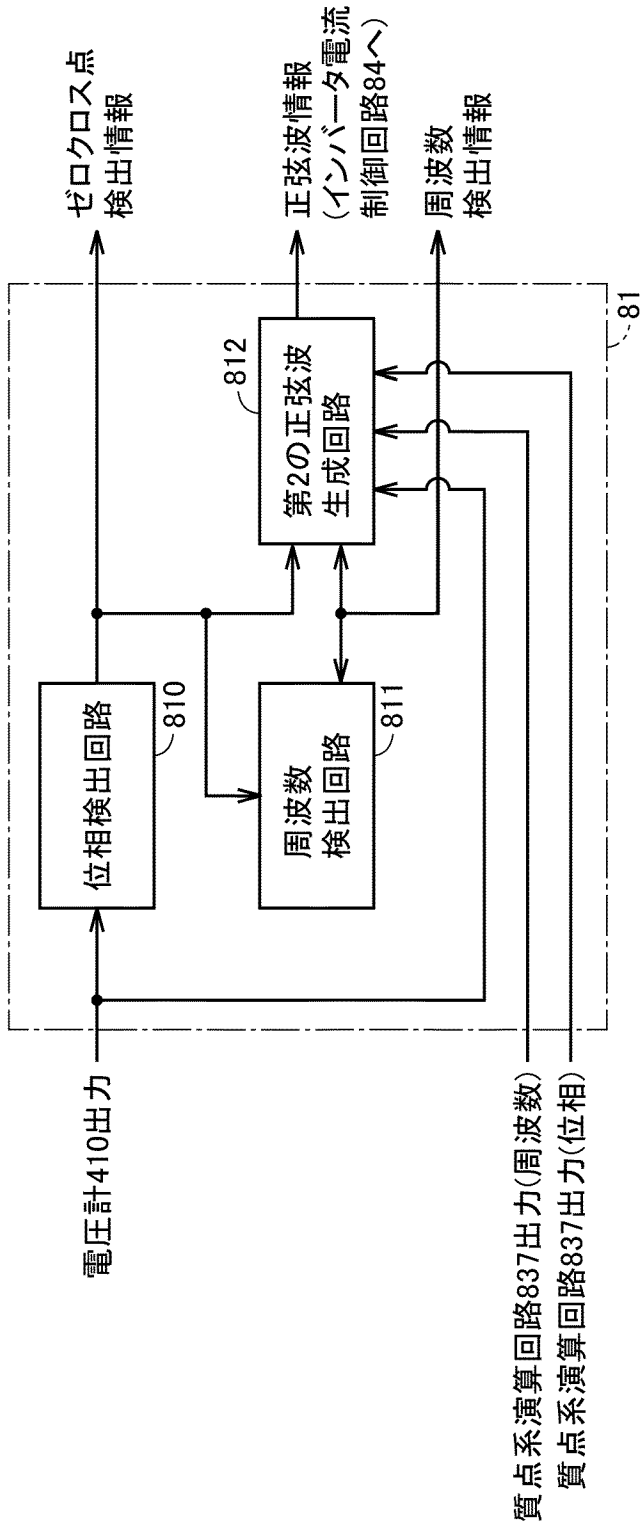 電圧計410出力
質点系演算回路837出力(周波数)
質点系演算回路837出力(位相)
位相検出回路
810
周波数
検出回路
811
第2の正弦波
生成回路
812
81
ゼロクロス点
検出情報
正弦波情報
(インバータ電流
制御回路84へ)
周波数
検出情報